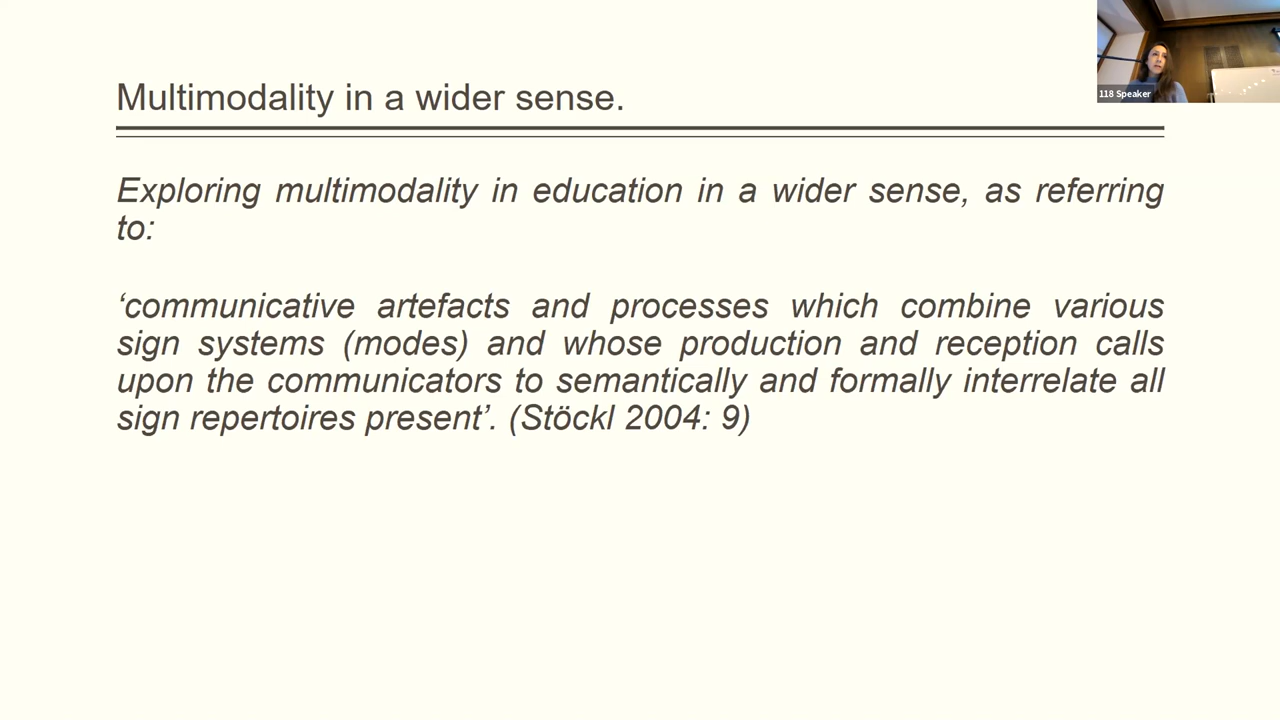 Multimodality in a wider sense.
118 Speaker
Exploring multimodality in education in a wider sense, as referring
to:
‘communicative artefacts and processes which combine various
sign systems (modes) and whose production and reception calls
upon the communicators to semantically and formally interrelate all
sign repertoires present’. (Stöckl 2004: 9)